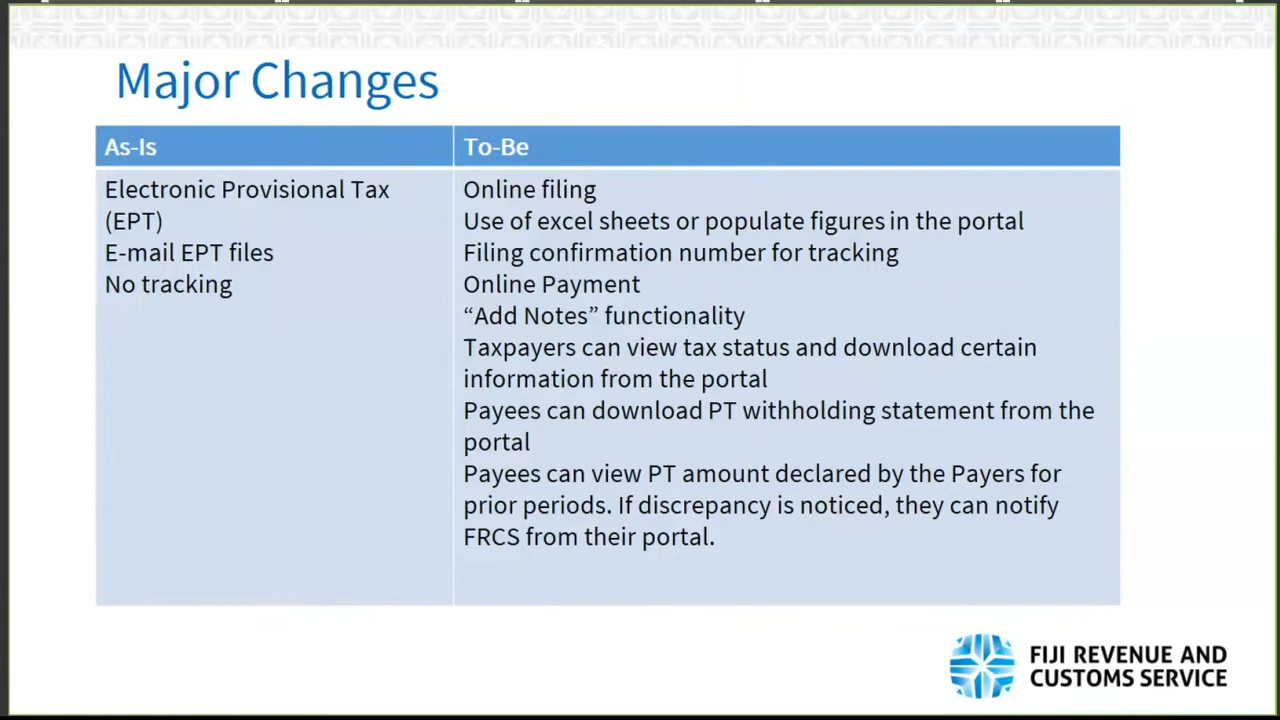 Major Changes
As-Is
To-Be
Electronic Provisional Tax
(EPT)
E-mail EPT files
No tracking
Online filing
Use of excel sheets or populate figures in the portal
Filing confirmation number for tracking
Online Payment
“Add Notes” functionality
Taxpayers can view tax status and download certain
information from the portal
Payees can download PT withholding statement from the
portal
Payees can view PT amount declared by the Payers for
prior periods. If discrepancy is noticed, they can notify
FRCS from their portal.
FIJI REVENUE AND
CUSTOMS SERVICE